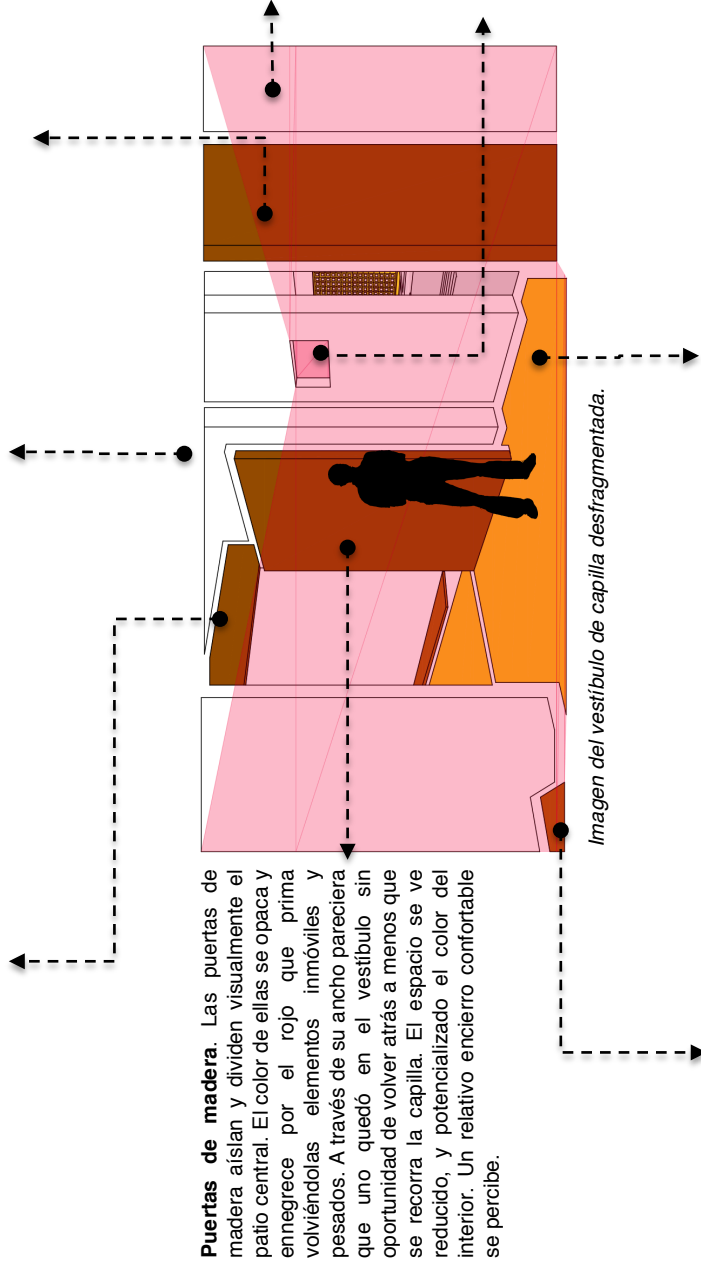 Puertas de madera. Las puertas de
madera aíslan y dividen visualmente el
patio central. El color de ellas se opaca y
ennegrece por el rojo que prima
volviéndolas elementos inmóviles y
pesados. A través de su ancho pareciera
que uno quedó en el vestíbulo sin
oportunidad de volver atrás a menos que
se recorra la capilla. El espacio se ve
reducido, y potencializado el color del
interior. Un relativo encierro confortable
se percibe.
Imagen del vestíbulo de capilla desfragmentada.